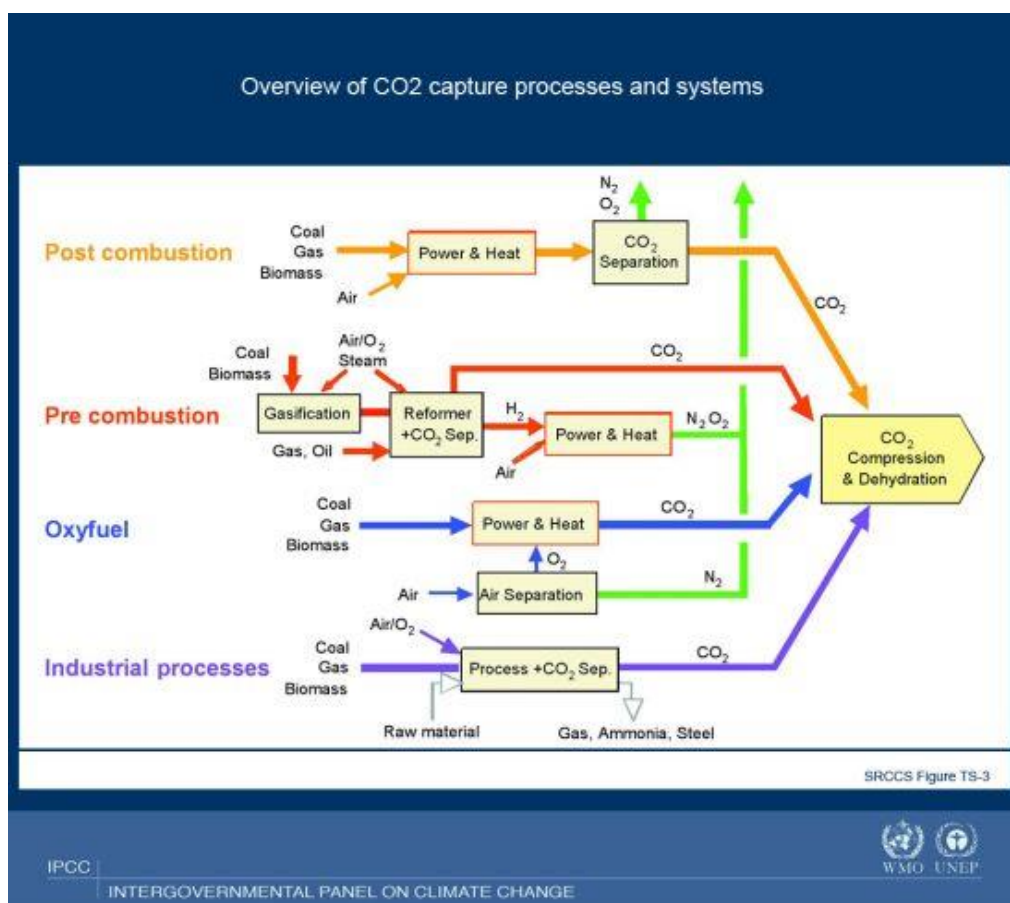 Overview of CO2 capture processes and systems
N₂
O₂
Post combustion
Coal
Gas
Biomass
Air
Power & Heat
CO₂
Separation
CO₂
Pre combustion
Coal
Biomass
Air/O₂
Steam
Gasification
Gas, Oil
Reformer
+CO₂ Sep.
CO₂
H₂
Air
Power & Heat
N₂ O₂
CO₂
Compression
& Dehydration
Oxyfuel
Coal
Gas
Biomass
Power & Heat
CO₂
O₂
Air
Air Separation
N₂
Industrial processes
Air/O₂
Coal
Gas
Biomass
Process +CO₂ Sep.
CO₂
Raw material
Gas, Ammonia, Steel
SRCCS Figure TS-3
IPCC
INTERGOVERNMENTAL PANEL ON CLIMATE CHANGE
WMO UNEP